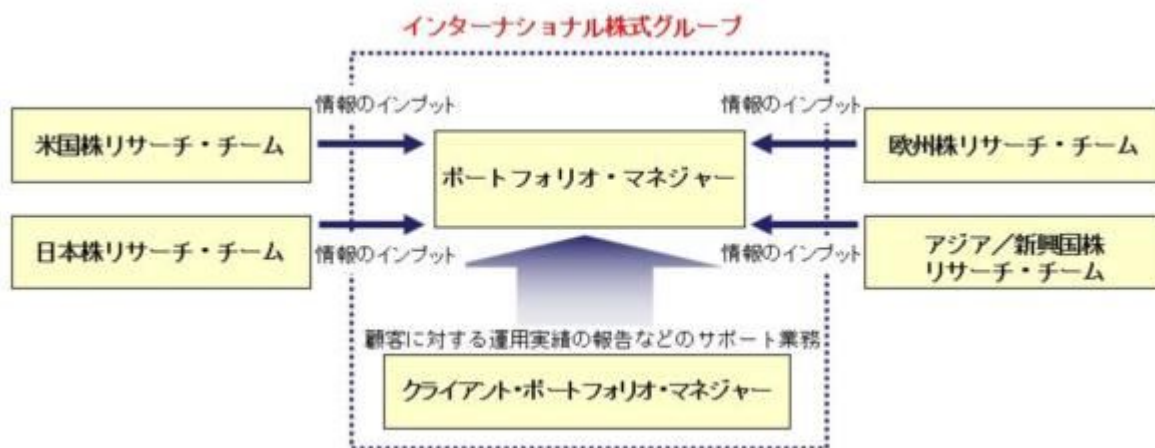 インターナショナル株式グループ
情報のインプット
情報のインプット
米国株リサーチ・チーム
ポートフォリオ・マネジャー
欧州株リサーチ・チーム
日本株リサーチ・チーム
情報のインプット
情報のインプット
アジア／新興国株
リサーチ・チーム
顧客に対する運用実績の報告などのサポート業務
クライアント・ポートフォリオ・マネジャー